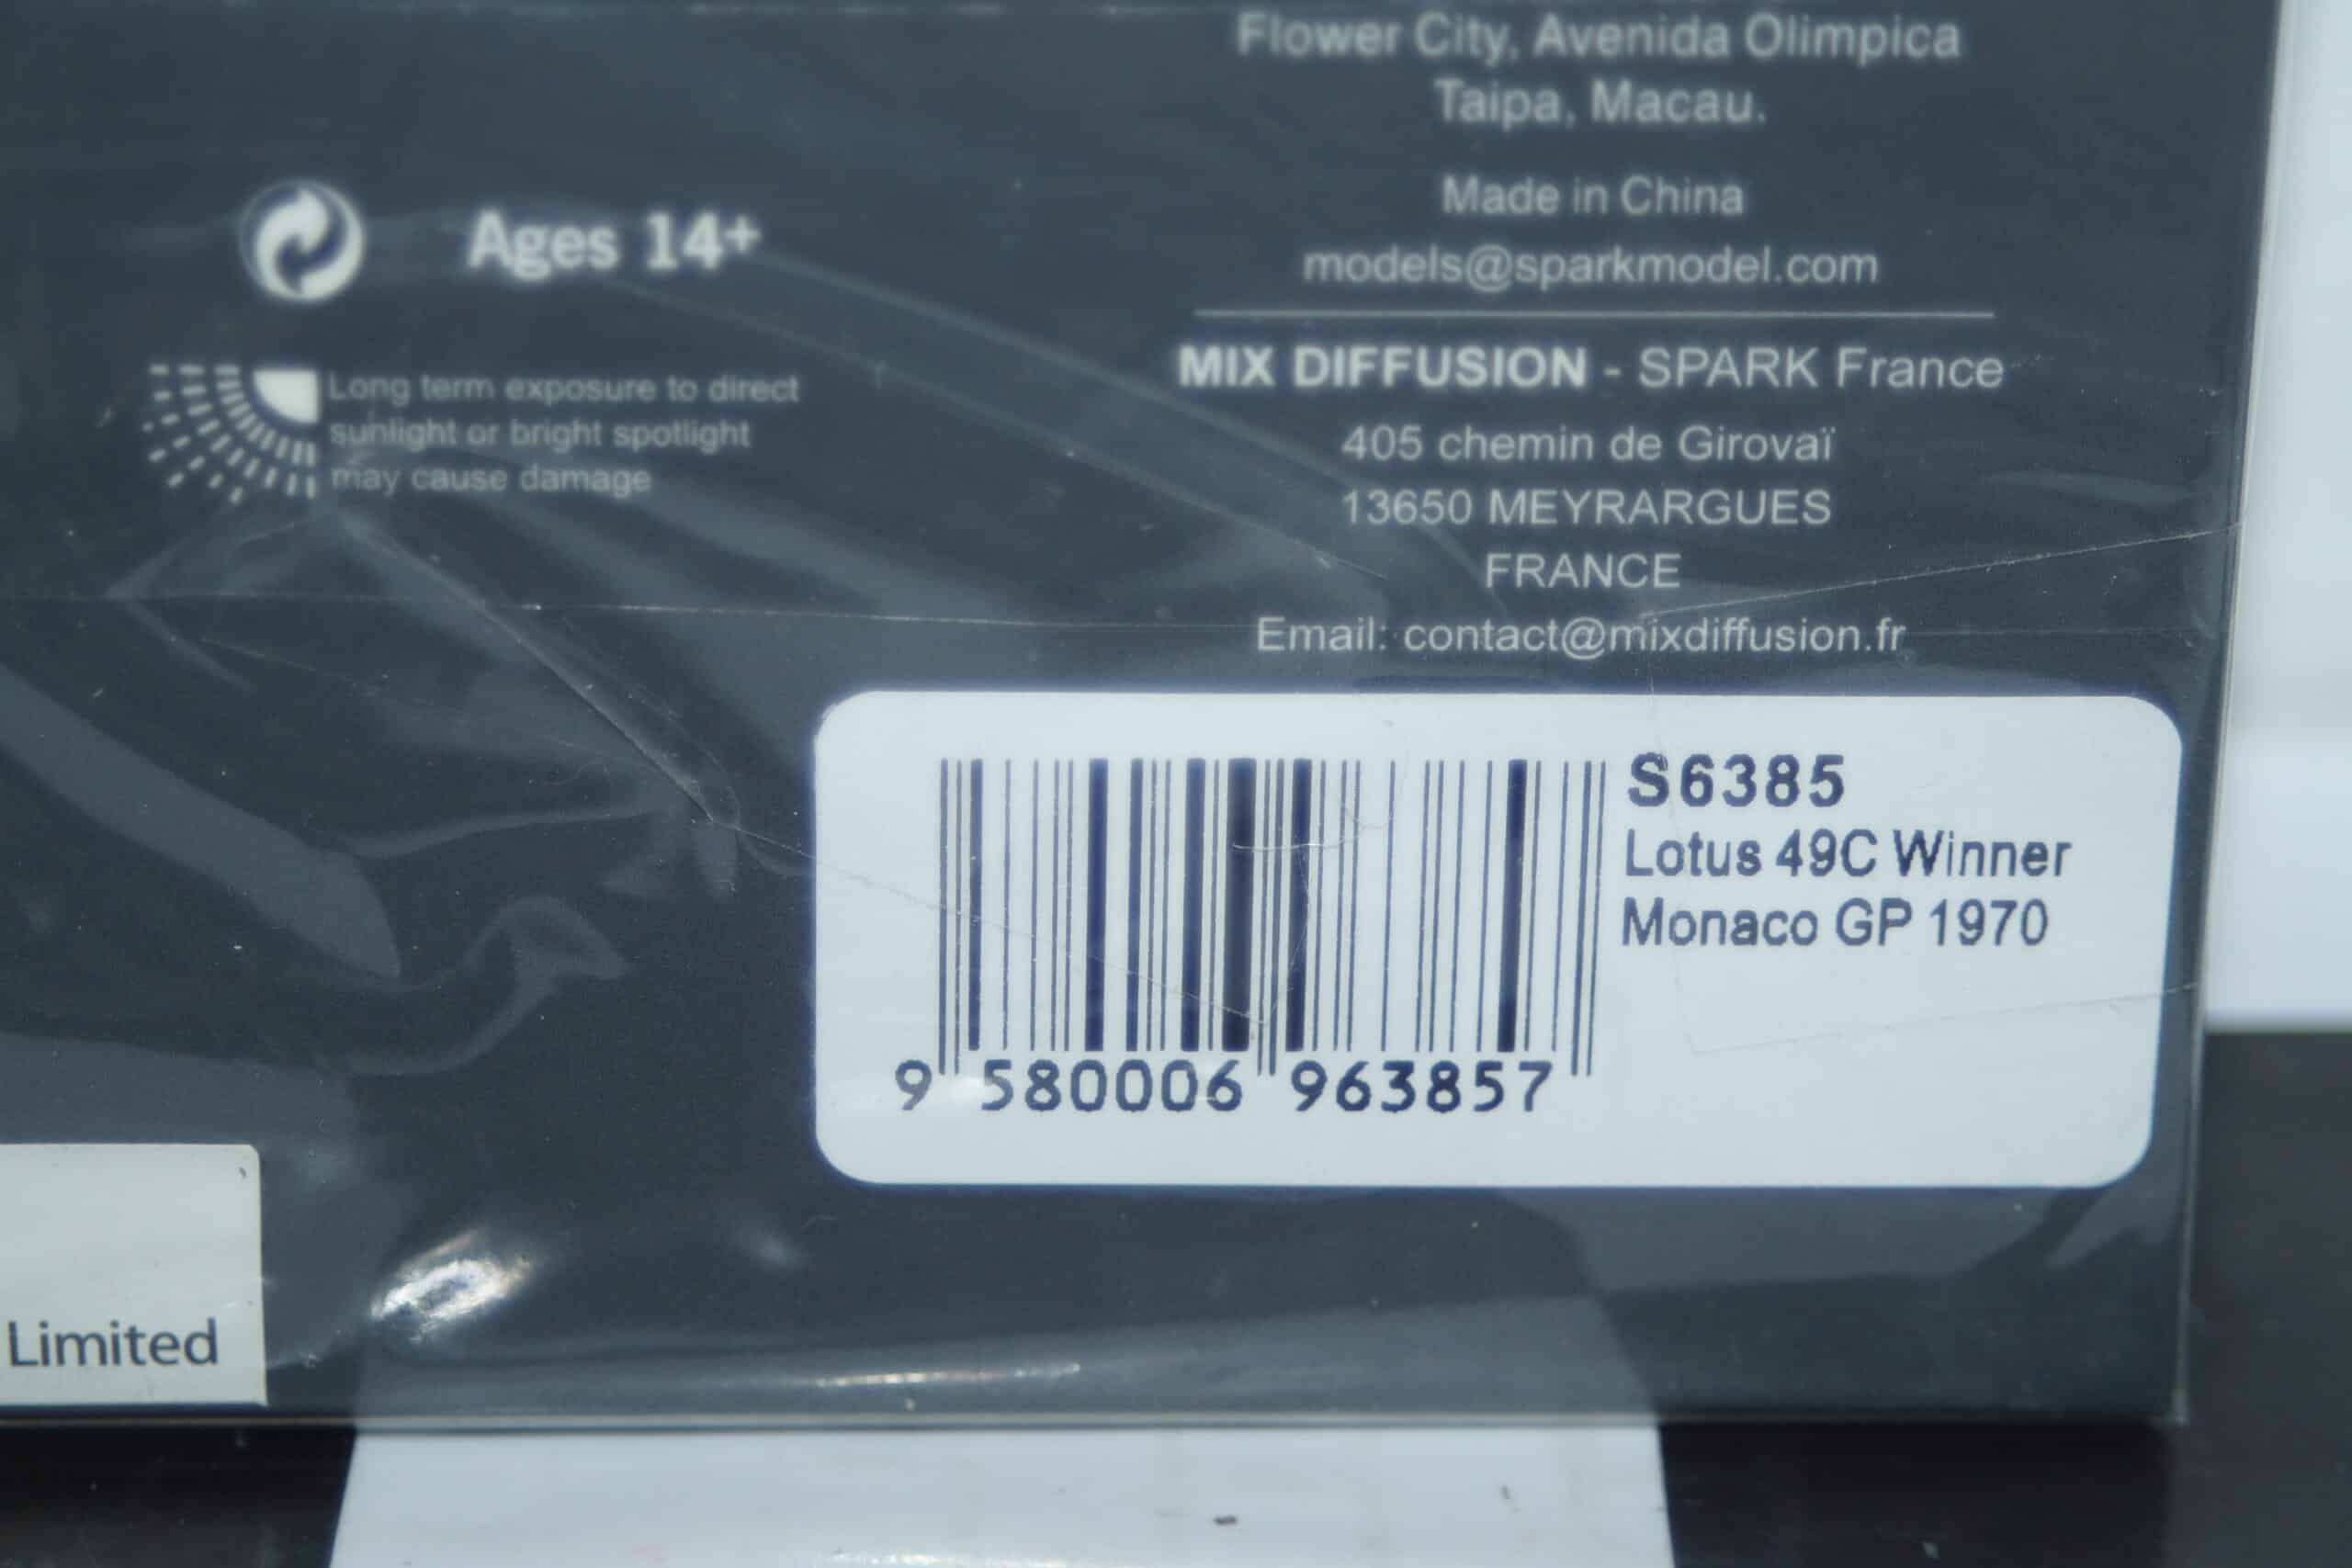 Flower City, Avenida Olimpica
Taipa, Macau.
Made in China
models@sparkmodel.com
Ages 14+
Long term exposure to direct
sunlight or bright spotlight
may cause damage
MIX DIFFUSION - SPARK France
405 chemin de Girovaï
13650 MEYRARGUES
FRANCE
Email: contact@mixdiffusion.fr
S6385
Lotus 49C Winner
Monaco GP 1970
9 580006 963857
Limited